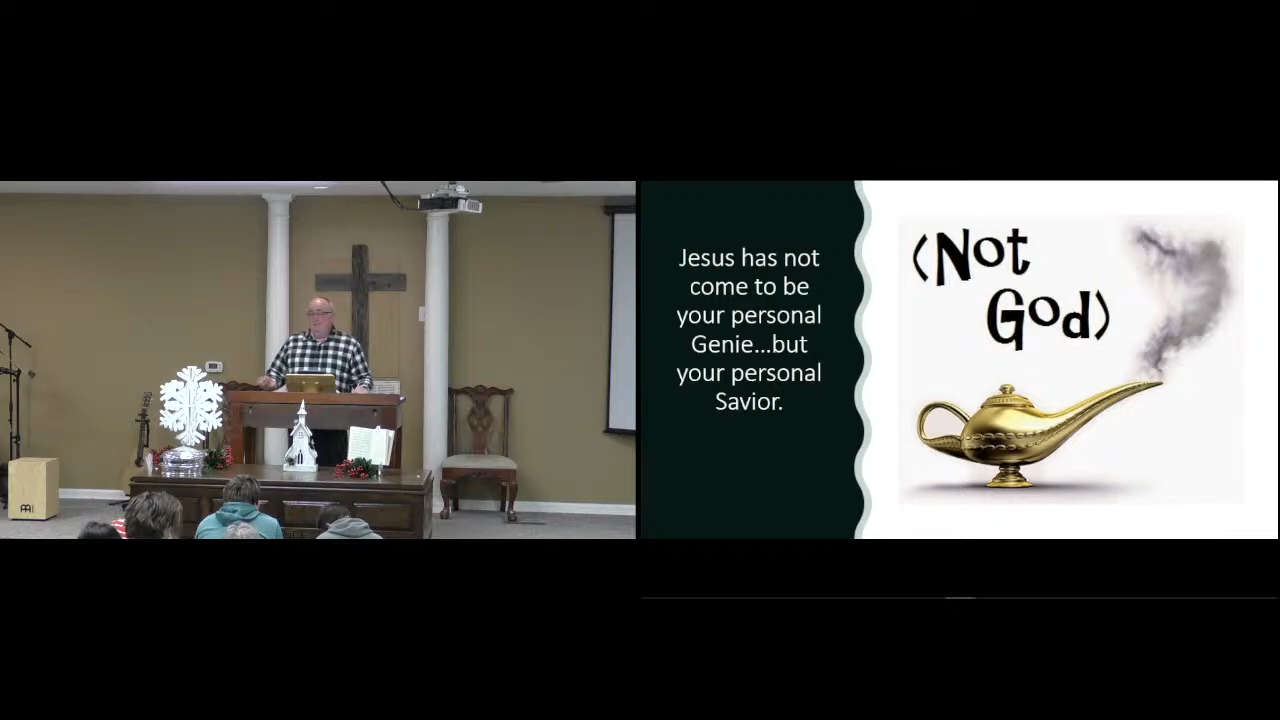 Jesus has not
come to be
your personal
Genie...but
your personal
Savior.
(Not
God)